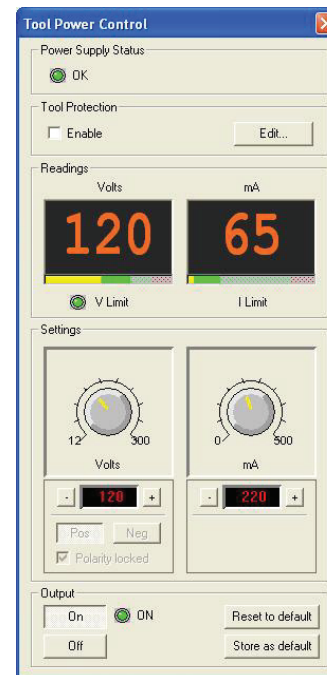 Tool Power Control
Power Supply Status
OK
Tool Protection
Enable
Edit...
Readings
Volts mA
120 65
V Limit I Limit
Settings
12 300 0 500
Volts mA
- 120 + - 220 +
Pos Neg
Polarity locked
Output
On ON Reset to default
Off Store as default